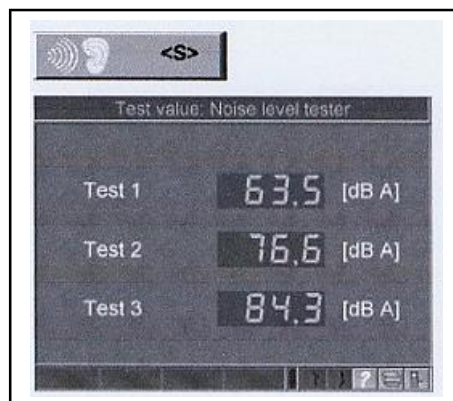 <S>
Test value: Noise level tester
Test 1 63.5 [dB A]
Test 2 76.6 [dB A]
Test 3 84.3 [dB A]
?